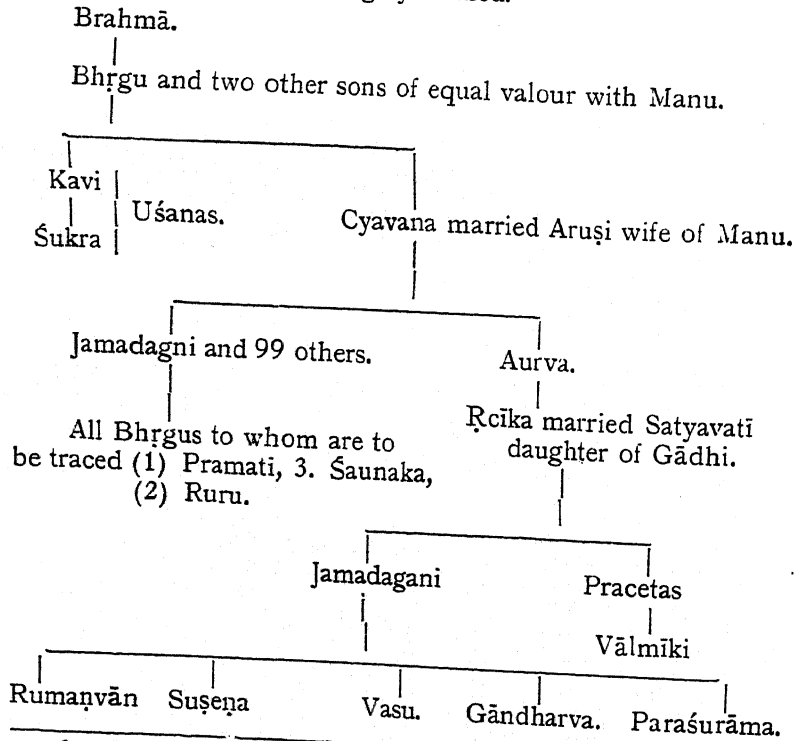 Brahmā.
Bhṛgu and two other sons of equal valour with Manu.
Kavi
Uśanas.
Śukra
Cyavana married Aruṣi wife of Manu.
Jamadagni and 99 others.
Aurva.
All Bhṛgus to whom are to
be traced (1) Pramati, 3. Śaunaka,
(2) Ruru.
Ṛcīka married Satyavatī
daughter of Gādhi.
Jamadagani
Pracetas
Vālmīki
Rumaṇvān Suṣeṇa Vasu. Gāndharva. Paraśurāma.